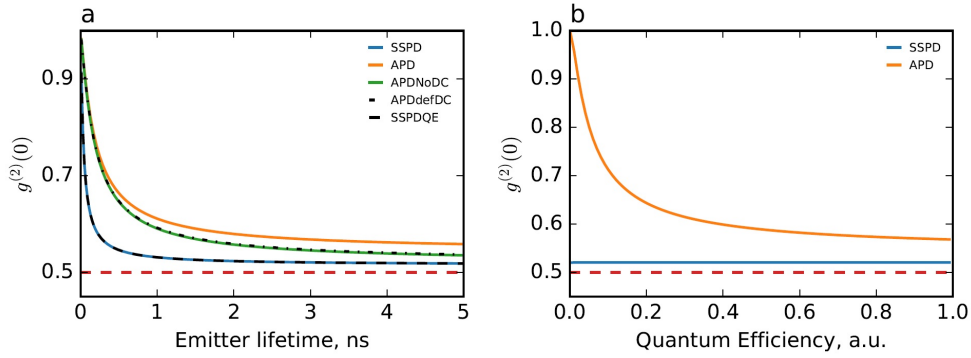 a
0.9
0.7
0.5
g(2)(0)
0
1
2
3
4
5
Emitter lifetime, ns
SSPD
APD
APDNoDC
APDdefDC
SSPDQE
b
1.0
0.9
0.8
0.7
0.6
0.5
g(2)(0)
0.0
0.2
0.4
0.6
0.8
1.0
Quantum Efficiency, a.u.
SSPD
APD